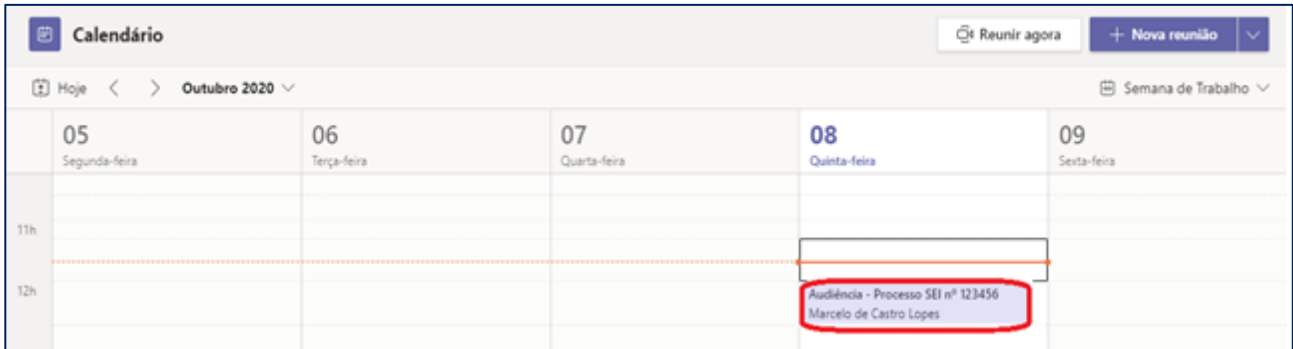 Calendário
Reunir agora
+ Nova reunião
Hoje
Outubro 2020
Semana de Trabalho
05
06
07
08
09
Segunda-feira
Terça-feira
Quarta-feira
Quinta-feira
Sexta-feira
11h
12h
Audiência - Processo SEI nº 123456
Marcelo de Castro Lopes